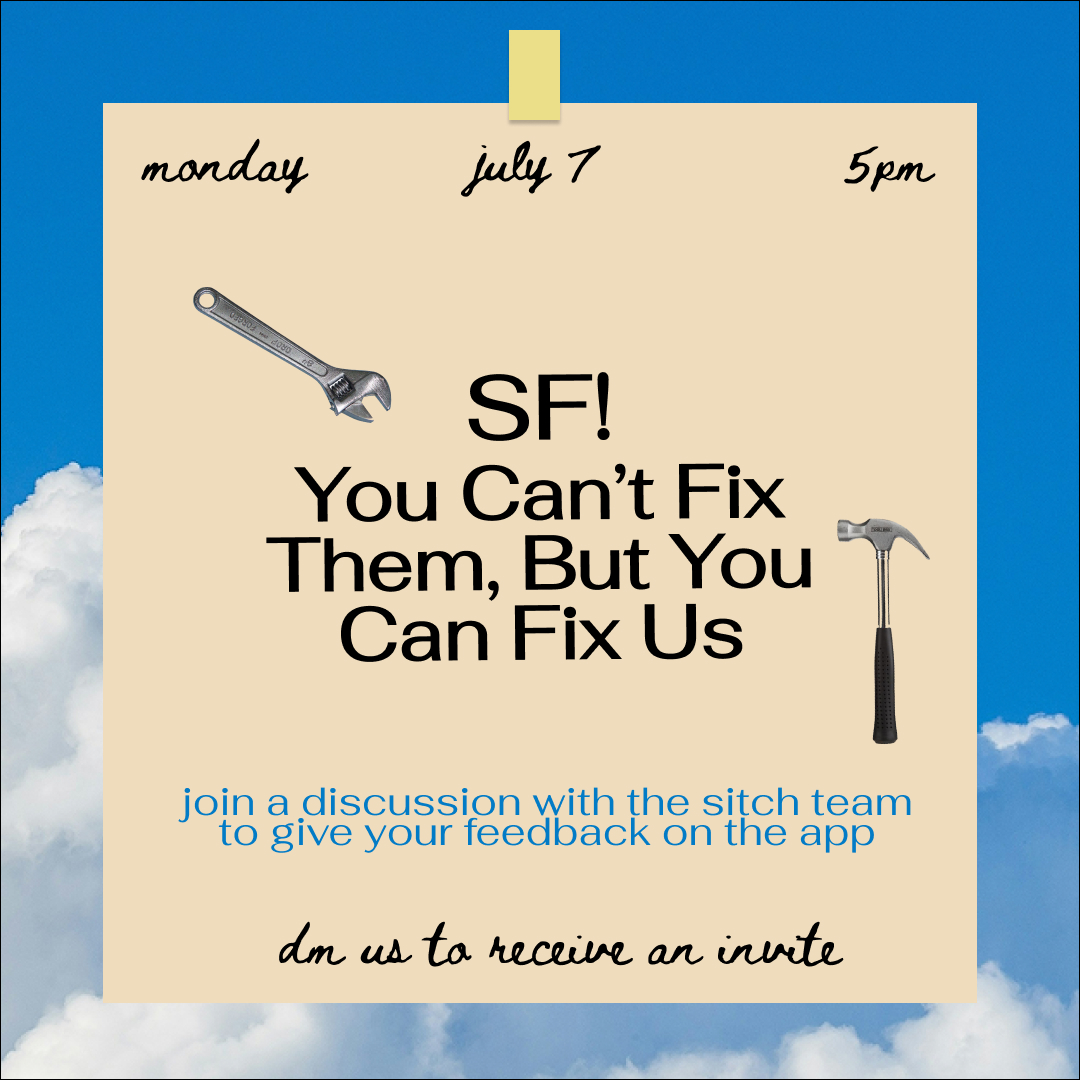 monday july 7 5pm
SF!
You Can’t Fix
Them, But You
Can Fix Us
join a discussion with the sitch team
to give your feedback on the app
dm us to receive an invite